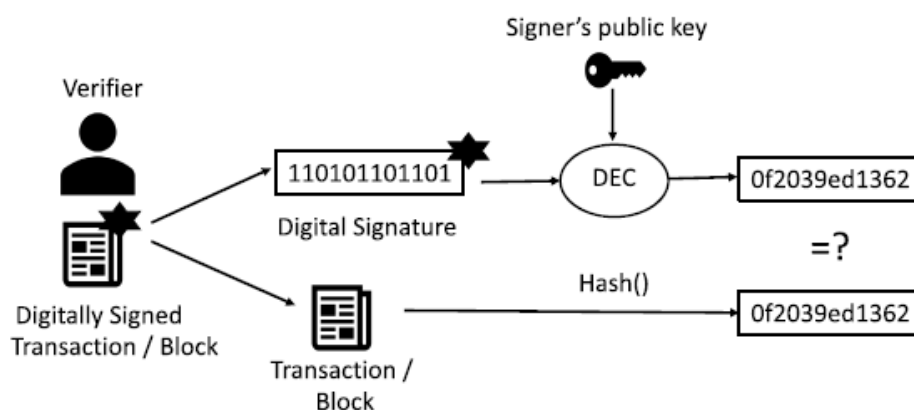 Signer's public key
Verifier
110101101101
DEC
0f2039ed1362
Digital Signature
=?
Hash()
Digitally Signed
Transaction / Block
0f2039ed1362
Transaction /
Block